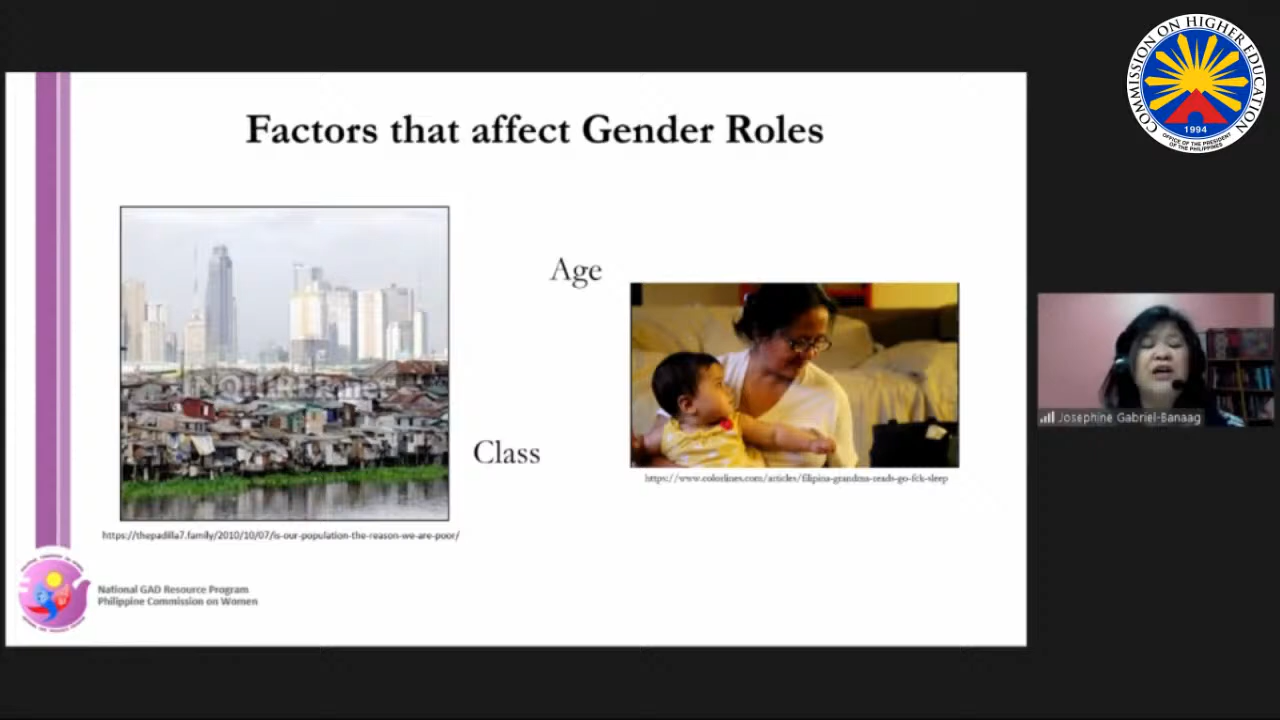 Factors that affect Gender Roles
Age
INQUIRER.net
Class
https://www.colorlines.com/articles/filipina-grandma-reads-go-fck-sleep
https://thepadilla7.family/2010/10/07/is-our-population-the-reason-we-are-poor/
National GAD Resource Program
Philippine Commission on Women
COMMISSION ON HIGHER EDUCATION
1994
OFFICE OF THE PRESIDENT
OF THE PHILIPPINES
Josephine Gabriel-Banaag